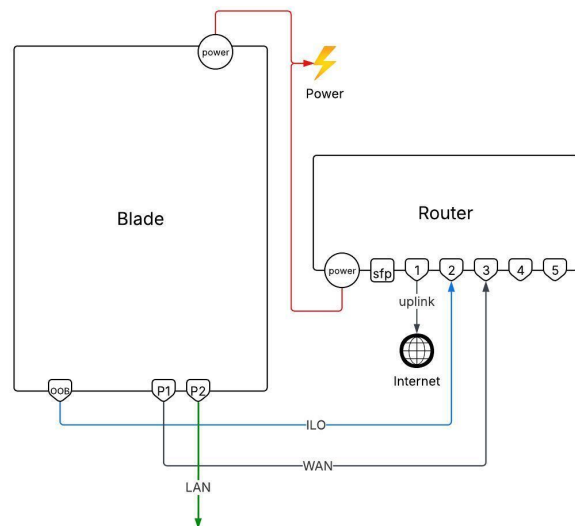 power
Power
Blade
Router
power
sfp
1
2
3
4
5
uplink
Internet
OOB
P1
P2
ILO
WAN
LAN